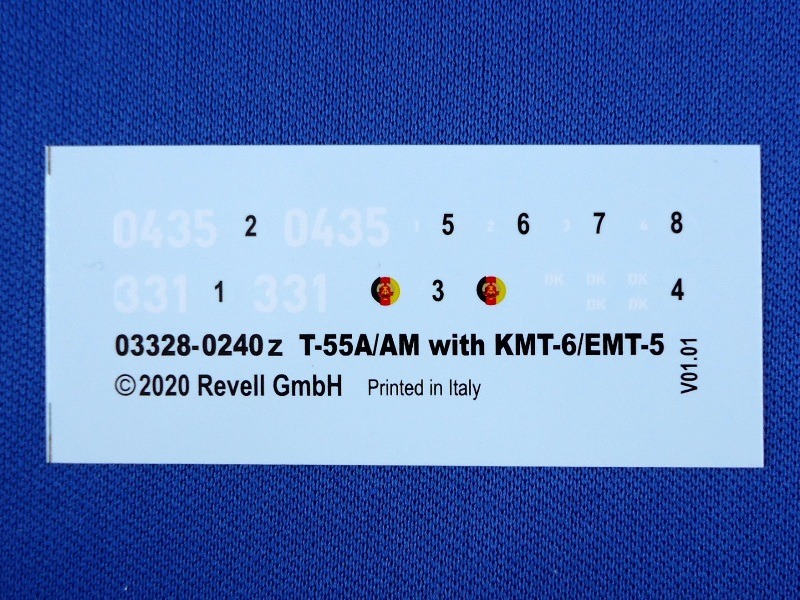 0435 2 0435 1 5 2 6 3 7 4 8
331 1 331 3 DK DK DK 4
DK DK
03328-0240 z T-55A/AM with KMT-6/EMT-5
©2020 Revell GmbH Printed in Italy
V01.01